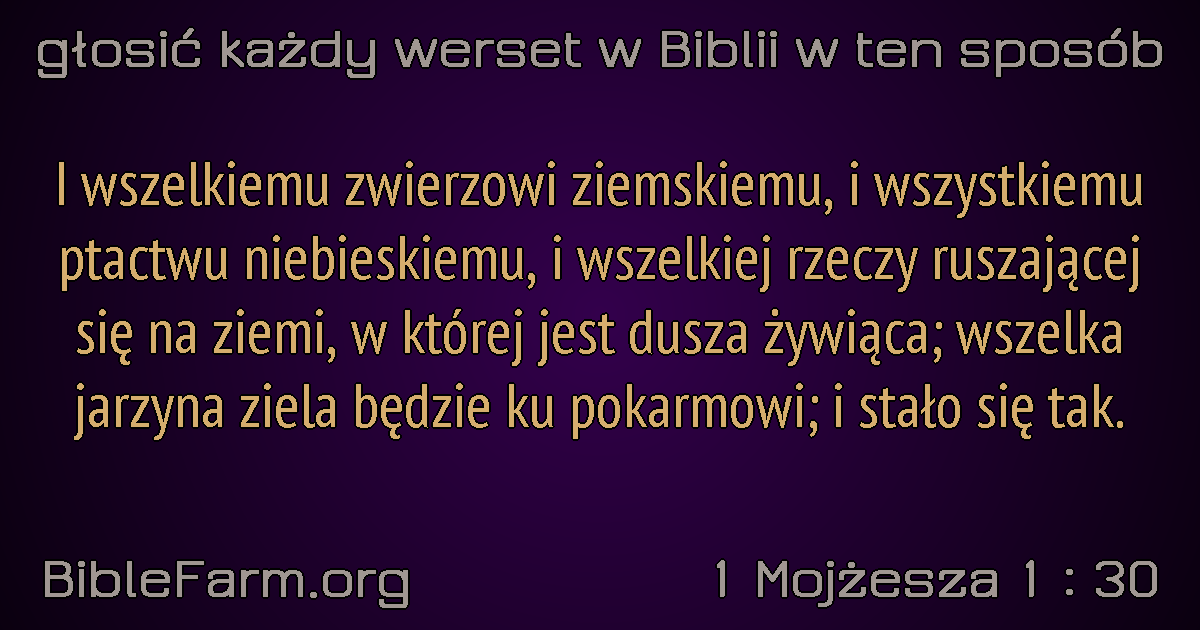 głosić każdy werset w Biblii w ten sposób
I wszelkiemu zwierzowi ziemskiemu, i wszystkiemu
ptactwu niebieskiemu, i wszelkiej rzeczy ruszającej
się na ziemi, w której jest dusza żywiąca; wszelka
jarzyna ziela będzie ku pokarmowi; i stało się tak.
BibleFarm.org
1 Mojżesza 1 : 30